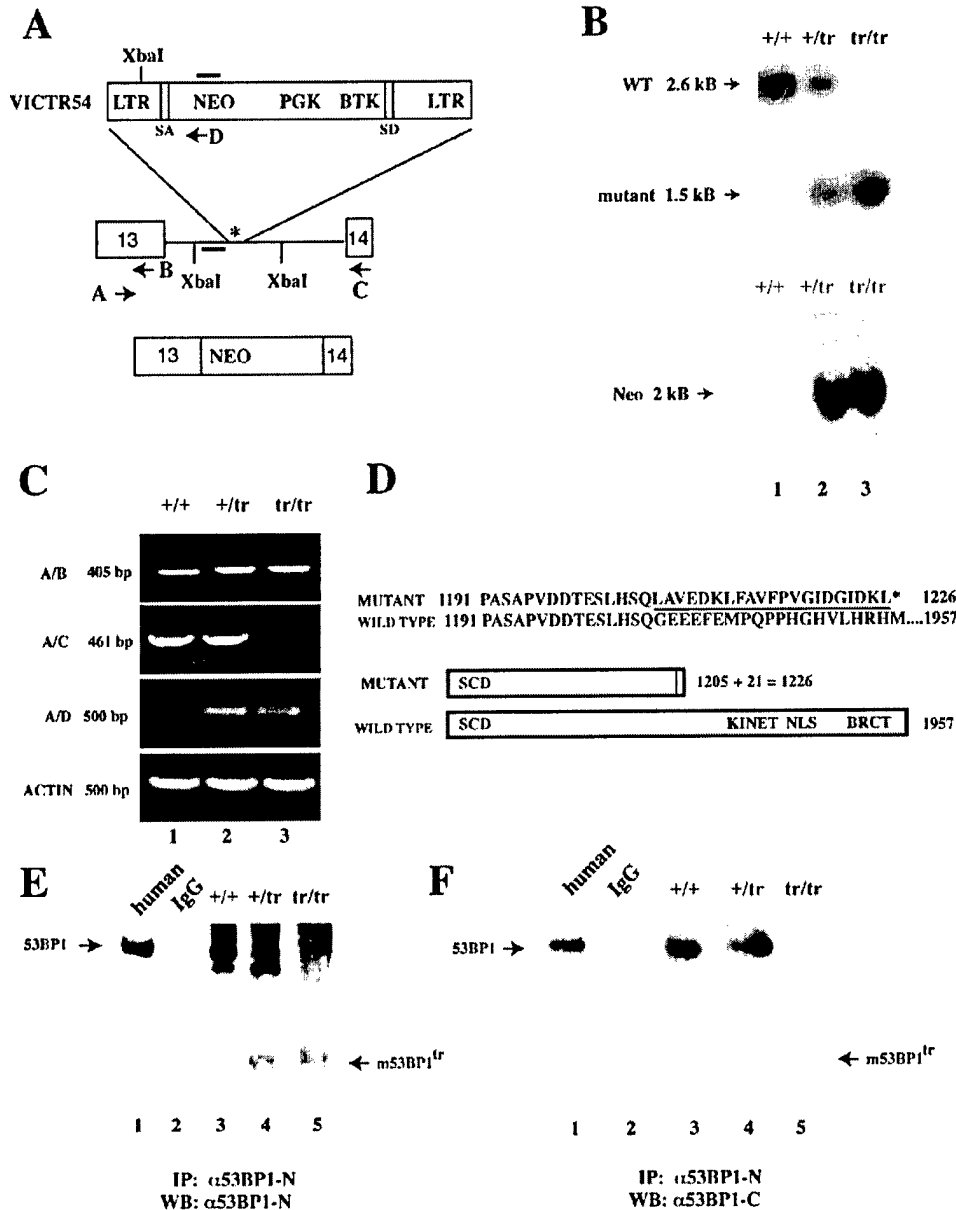 A
XbaI
VICTR54 LTR NEO PGK BTK LTR
SA ←D SD
*
13 14
← B XbaI XbaI ←
A → C
13 NEO 14
B
+/+ +/tr tr/tr
WT 2.6 kB →
mutant 1.5 kB →
+/+ +/tr tr/tr
Neo 2 kB →
1 2 3
C
+/+ +/tr tr/tr
A/B 405 bp
A/C 461 bp
A/D 500 bp
ACTIN 500 bp
1 2 3
D
MUTANT 1191 PASAPVDDTESLHSQLAVEDKLFAVFPVGIDGIDKL* 1226
WILD TYPE 1191 PASAPVDDTESLHSQGEEEFEMPQPPHGHVLHRHM....1957
MUTANT SCD 1205 + 21 = 1226
WILD TYPE SCD KINET NLS BRCT 1957
E
human IgG +/+ +/tr tr/tr
53BP1 →
← m53BP1tr
1 2 3 4 5
IP: α53BP1-N
WB: α53BP1-N
F
human IgG +/+ +/tr tr/tr
53BP1 →
← m53BP1tr
1 2 3 4 5
IP: α53BP1-N
WB: α53BP1-C